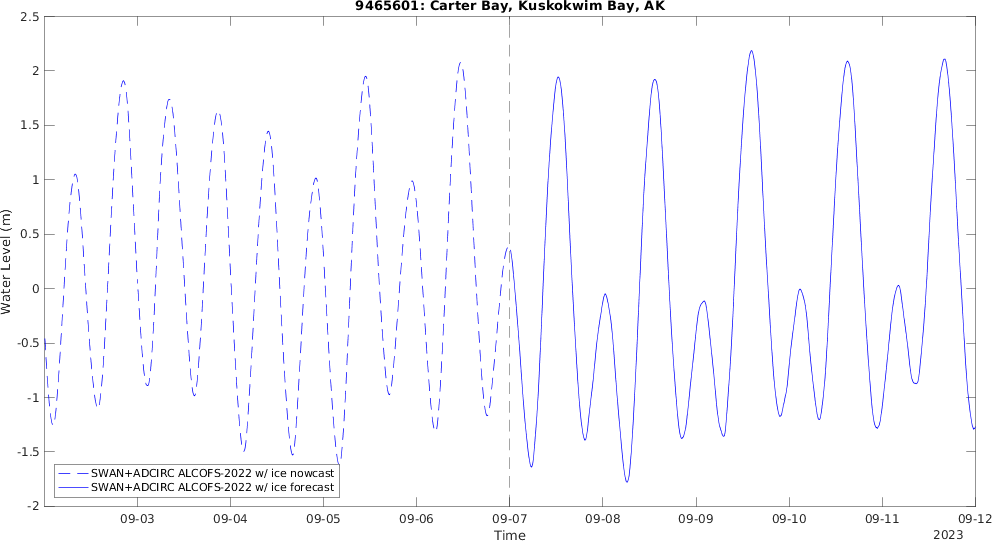 9465601: Carter Bay, Kuskokwim Bay, AK
2.5
2
1.5
1
0.5
0
-0.5
-1
-1.5
-2
Water Level (m)
SWAN+ADCIRC ALCOFS-2022 w/ ice nowcast
SWAN+ADCIRC ALCOFS-2022 w/ ice forecast
09-03 09-04 09-05 09-06 09-07 09-08 09-09 09-10 09-11 09-12
Time
2023